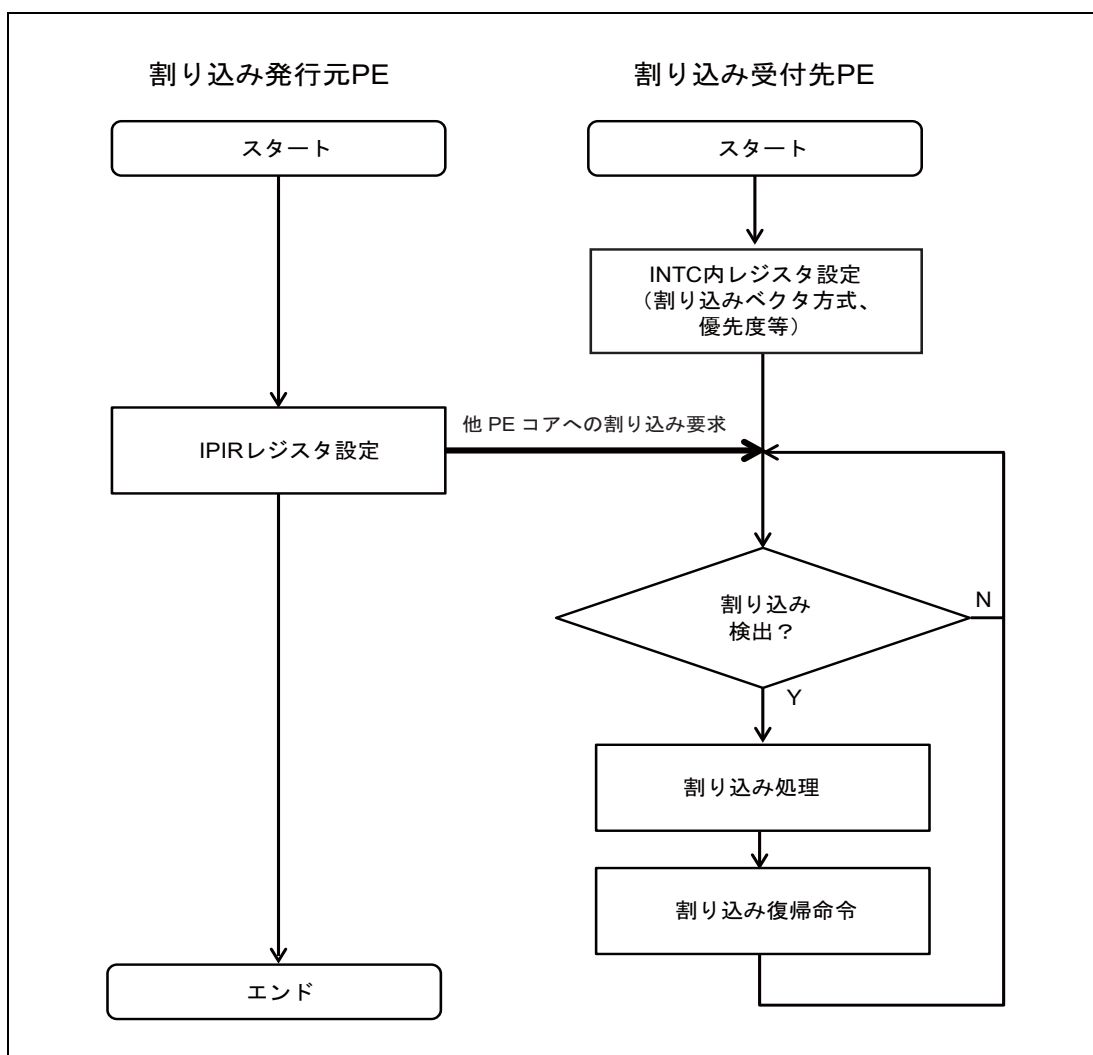 割り込み発行元PE
割り込み受付先PE
スタート
スタート
INTC内レジスタ設定
（割り込みベクタ方式、
優先度等）
IPIRレジスタ設定
他 PE コアへの割り込み要求
割り込み
検出？
N
Y
割り込み処理
割り込み復帰命令
エンド